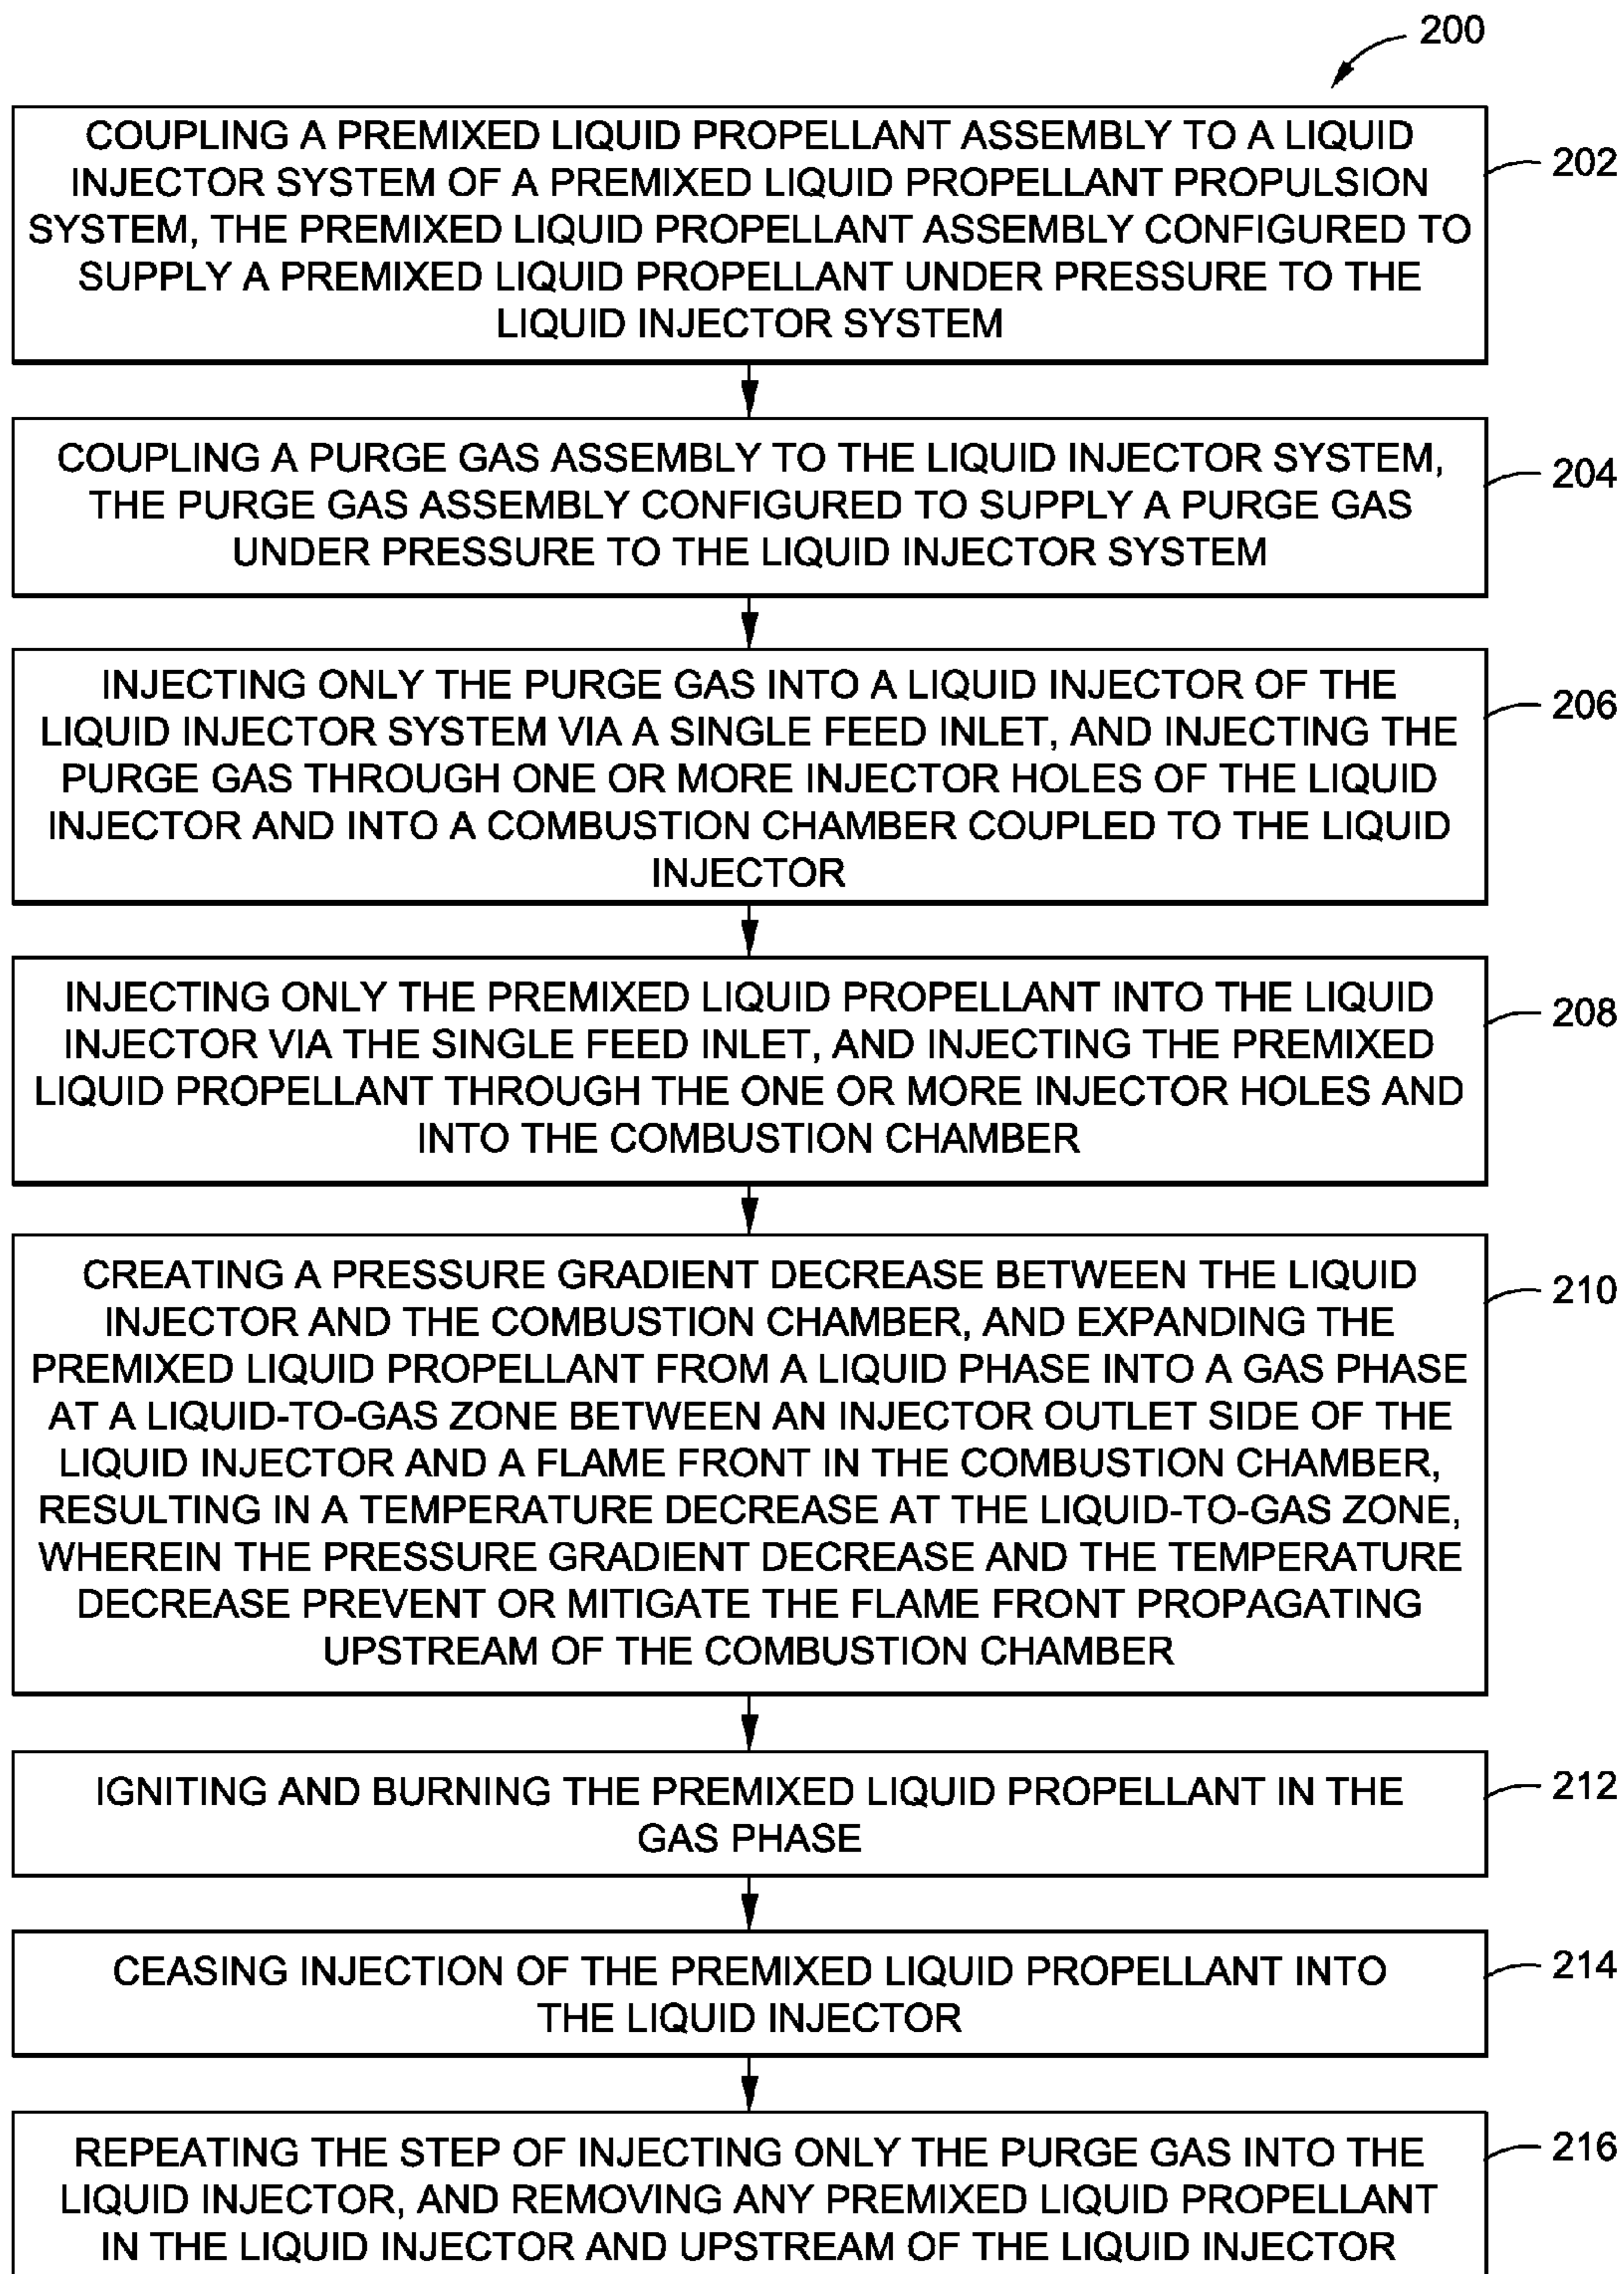 200
COUPLING A PREMIXED LIQUID PROPELLANT ASSEMBLY TO A LIQUID
INJECTOR SYSTEM OF A PREMIXED LIQUID PROPELLANT PROPULSION
SYSTEM, THE PREMIXED LIQUID PROPELLANT ASSEMBLY CONFIGURED TO
SUPPLY A PREMIXED LIQUID PROPELLANT UNDER PRESSURE TO THE
LIQUID INJECTOR SYSTEM
202
COUPLING A PURGE GAS ASSEMBLY TO THE LIQUID INJECTOR SYSTEM,
THE PURGE GAS ASSEMBLY CONFIGURED TO SUPPLY A PURGE GAS
UNDER PRESSURE TO THE LIQUID INJECTOR SYSTEM
204
INJECTING ONLY THE PURGE GAS INTO A LIQUID INJECTOR OF THE
LIQUID INJECTOR SYSTEM VIA A SINGLE FEED INLET, AND INJECTING THE
PURGE GAS THROUGH ONE OR MORE INJECTOR HOLES OF THE LIQUID
INJECTOR AND INTO A COMBUSTION CHAMBER COUPLED TO THE LIQUID
INJECTOR
206
INJECTING ONLY THE PREMIXED LIQUID PROPELLANT INTO THE LIQUID
INJECTOR VIA THE SINGLE FEED INLET, AND INJECTING THE PREMIXED
LIQUID PROPELLANT THROUGH THE ONE OR MORE INJECTOR HOLES AND
INTO THE COMBUSTION CHAMBER
208
CREATING A PRESSURE GRADIENT DECREASE BETWEEN THE LIQUID
INJECTOR AND THE COMBUSTION CHAMBER, AND EXPANDING THE
PREMIXED LIQUID PROPELLANT FROM A LIQUID PHASE INTO A GAS PHASE
AT A LIQUID-TO-GAS ZONE BETWEEN AN INJECTOR OUTLET SIDE OF THE
LIQUID INJECTOR AND A FLAME FRONT IN THE COMBUSTION CHAMBER,
RESULTING IN A TEMPERATURE DECREASE AT THE LIQUID-TO-GAS ZONE,
WHEREIN THE PRESSURE GRADIENT DECREASE AND THE TEMPERATURE
DECREASE PREVENT OR MITIGATE THE FLAME FRONT PROPAGATING
UPSTREAM OF THE COMBUSTION CHAMBER
210
IGNITING AND BURNING THE PREMIXED LIQUID PROPELLANT IN THE
GAS PHASE
212
CEASING INJECTION OF THE PREMIXED LIQUID PROPELLANT INTO
THE LIQUID INJECTOR
214
REPEATING THE STEP OF INJECTING ONLY THE PURGE GAS INTO THE
LIQUID INJECTOR, AND REMOVING ANY PREMIXED LIQUID PROPELLANT
IN THE LIQUID INJECTOR AND UPSTREAM OF THE LIQUID INJECTOR
216